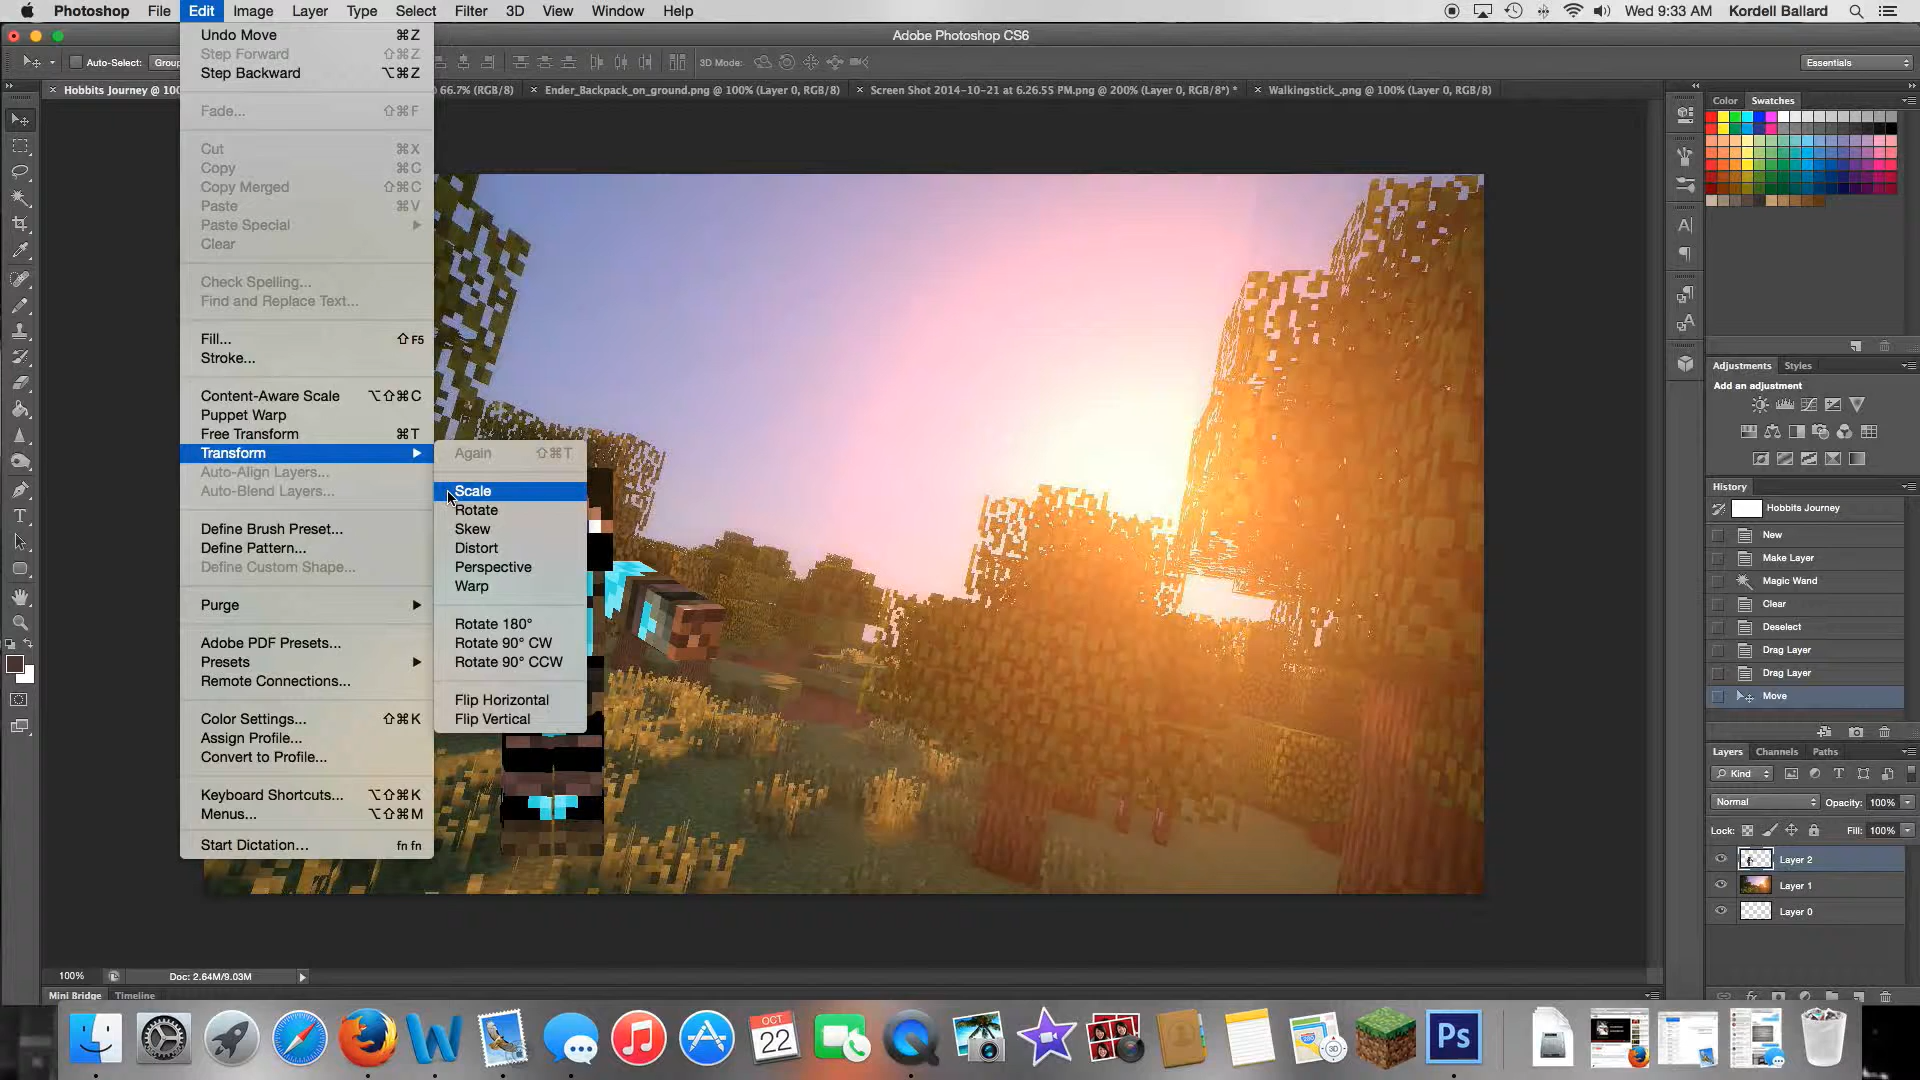 Photoshop File Edit Image Layer Type Select Filter 3D View Window Help Wed 9:33 AM Kordell Ballard
Adobe Photoshop CS6
Auto-Select: 3D Mode: Essentials
Hobbits Journey @ 66.7% (RGB/8) Ender_Backpack_on_ground.png @ 100% (Layer 0, RGB/8) Screen Shot 2014-10-21 at 6.26.55 PM.png @ 200% (Layer 0, RGB/8*) * Walkingstick_.png @ 100% (Layer 0, RGB/8)
Undo Move ⌘Z
Step Forward ⇧⌘Z
Step Backward ⌥⌘Z
Fade... ⇧⌘F
Cut ⌘X
Copy ⌘C
Copy Merged ⇧⌘C
Paste ⌘V
Paste Special
Clear
Check Spelling...
Find and Replace Text...
Fill... ⇧F5
Stroke...
Content-Aware Scale ⌥⇧⌘C
Puppet Warp
Free Transform ⌘T
Transform
Auto-Align Layers...
Auto-Blend Layers...
Define Brush Preset...
Define Pattern...
Define Custom Shape...
Purge
Adobe PDF Presets...
Presets
Remote Connections...
Color Settings... ⇧⌘K
Assign Profile...
Convert to Profile...
Keyboard Shortcuts... ⌥⇧⌘K
Menus... ⌥⇧⌘M
Start Dictation... fn fn
Again ⇧⌘T
Scale
Rotate
Skew
Distort
Perspective
Warp
Rotate 180°
Rotate 90° CW
Rotate 90° CCW
Flip Horizontal
Flip Vertical
Color Swatches
Adjustments Styles
Add an adjustment
History
Hobbits Journey
New
Make Layer
Magic Wand
Clear
Deselect
Drag Layer
Drag Layer
Move
Layers Channels Paths
Kind
Normal Opacity: 100%
Lock: Fill: 100%
Layer 2
Layer 1
Layer 0
100% Doc: 2.64M/9.03M
Mini Bridge Timeline
OCT
22
Ps